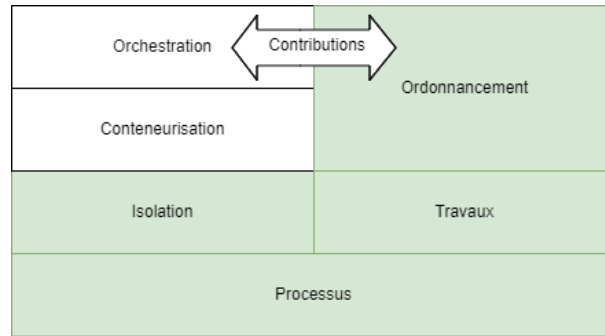 Orchestration
Contributions
Ordonnancement
Conteneurisation
Isolation
Travaux
Processus